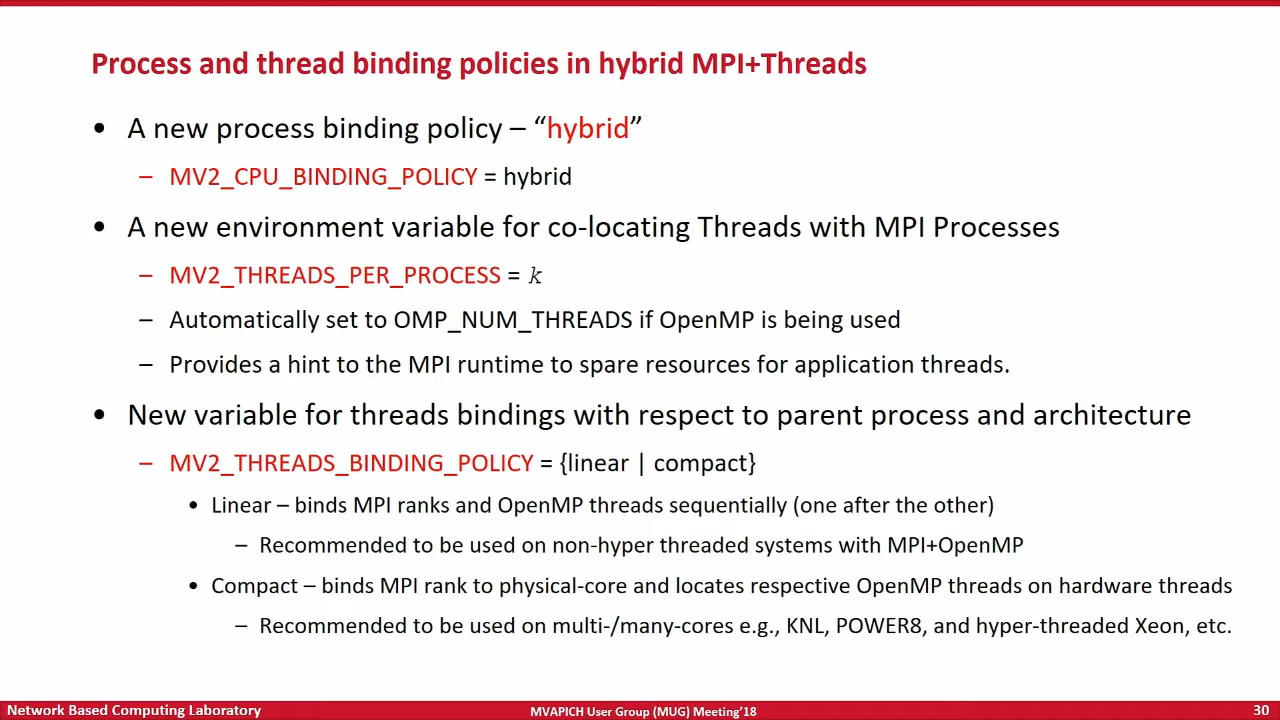 Process and thread binding policies in hybrid MPI+Threads
• A new process binding policy – “hybrid”
– MV2_CPU_BINDING_POLICY = hybrid
• A new environment variable for co-locating Threads with MPI Processes
– MV2_THREADS_PER_PROCESS = k
– Automatically set to OMP_NUM_THREADS if OpenMP is being used
– Provides a hint to the MPI runtime to spare resources for application threads.
• New variable for threads bindings with respect to parent process and architecture
– MV2_THREADS_BINDING_POLICY = {linear | compact}
• Linear – binds MPI ranks and OpenMP threads sequentially (one after the other)
– Recommended to be used on non-hyper threaded systems with MPI+OpenMP
• Compact – binds MPI rank to physical-core and locates respective OpenMP threads on hardware threads
– Recommended to be used on multi-/many-cores e.g., KNL, POWER8, and hyper-threaded Xeon, etc.
Network Based Computing Laboratory
MVAPICH User Group (MUG) Meeting’18
30